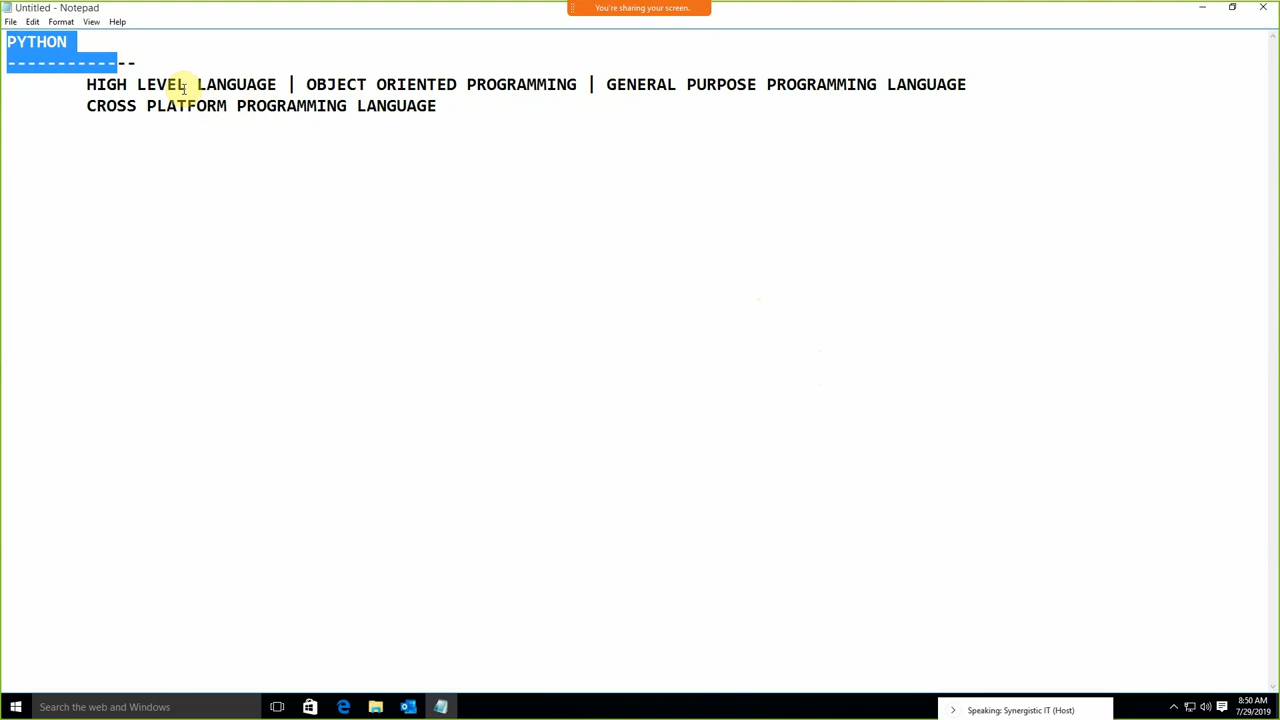 Untitled - Notepad
You're sharing your screen.
File Edit Format View Help
PYTHON
-------------
HIGH LEVEL LANGUAGE | OBJECT ORIENTED PROGRAMMING | GENERAL PURPOSE PROGRAMMING LANGUAGE
CROSS PLATFORM PROGRAMMING LANGUAGE
Search the web and Windows
Speaking: Synergistic IT (Host)
8:50 AM
7/29/2019